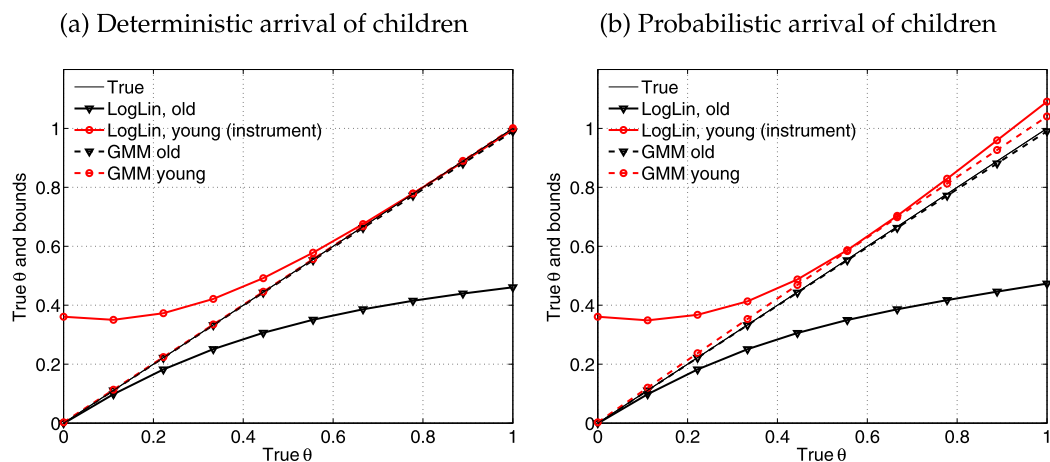 (a) Deterministic arrival of children
True
LogLin, old
LogLin, young (instrument)
GMM old
GMM young
True θ and bounds
1
0.8
0.6
0.4
0.2
0
0 0.2 0.4 0.6 0.8 1
True θ
(b) Probabilistic arrival of children
True
LogLin, old
LogLin, young (instrument)
GMM old
GMM young
True θ and bounds
1
0.8
0.6
0.4
0.2
0
0 0.2 0.4 0.6 0.8 1
True θ